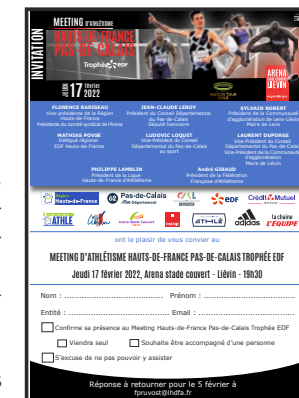 INVITATION
MEETING D'ATHLÉTISME
HAUTS-DE-FRANCE
PAS-DE-CALAIS
Trophée edf
JEUDI 17 février 2022
ARENA
STADE COUVERT
LIÉVIN
FLORENCE BARISEAU
Vice-présidente de la Région
Hauts-de-France
Présidente du comité syndical de l'Arena
JEAN-CLAUDE LEROY
Président du Conseil Départemental
du Pas-de-Calais
Député honoraire
SYLVAIN ROBERT
Président de la Communauté
d'agglomération de Lens-Liévin
Maire de Lens
MATHIAS POVSE
Délégué régional
EDF Hauts-de-France
LUDOVIC LOQUET
Vice-Président du Conseil
Départemental du Pas-de-Calais
au sport
LAURENT DUPORGE
Vice-Président de la Communauté
d'agglomération
Maire de Liévin
PHILIPPE LAMBLIN
Président de la Ligue
Hauts-de-France d'Athlétisme
André GIRAUD
Président de la Fédération
Française d'Athlétisme
Région
Hauts-de-France
Pas-de-Calais
Mon Département
edf
Crédit Mutuel
ATHLE
Liévin
ATHLÉ
adidas
la chaine
L'EQUIPE
ont le plaisir de vous convier au
MEETING D'ATHLÉTISME HAUTS-DE-FRANCE PAS-DE-CALAIS TROPHÉE EDF
Jeudi 17 février 2022, Arena stade couvert - Liévin - 19h30
Nom : .................................... Prénom : ....................................
Entité : .................................... Email : ....................................
Confirme sa présence au Meeting Hauts-de-France Pas-de-Calais Trophée EDF
Viendra seul Souhaite être accompagné d'une personne
S'excuse de ne pas pouvoir y assister
Réponse à retourner pour le 5 février à
fpruvost@lhdfa.fr